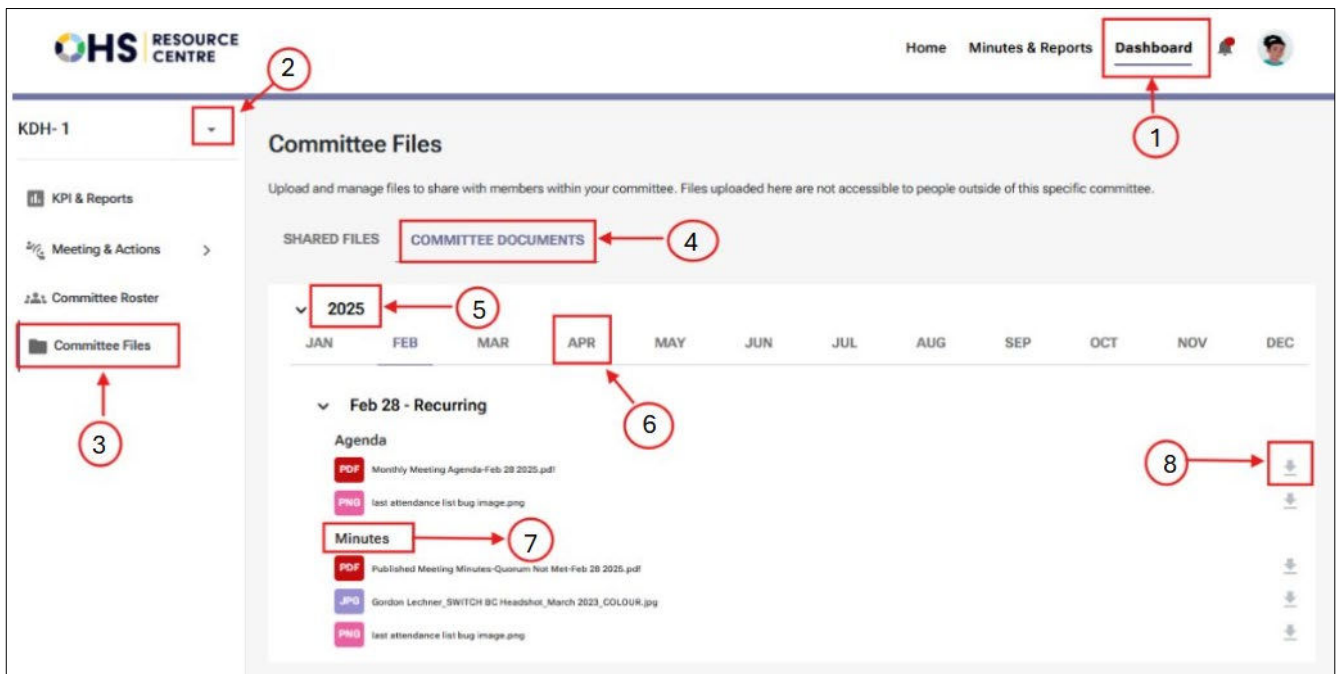 OHS RESOURCE CENTRE
Home Minutes & Reports Dashboard
2
1
KDH- 1
KPI & Reports
Meeting & Actions
Committee Roster
Committee Files
3
Committee Files
Upload and manage files to share with members within your committee. Files uploaded here are not accessible to people outside of this specific committee.
SHARED FILES COMMITTEE DOCUMENTS
4
2025
5
JAN FEB MAR APR MAY JUN JUL AUG SEP OCT NOV DEC
6
Feb 28 - Recurring
Agenda
PDF Monthly Meeting Agenda-Feb 28 2025.pdf
8
PNG last attendance list bug image.png
Minutes
7
PDF Published Meeting Minutes-Quorum Not Met-Feb 28 2025.pdf
JPG Gordon Lechner_SWITCH BC Headshot_March 2023_COLOUR.jpg
PNG last attendance list bug image.png